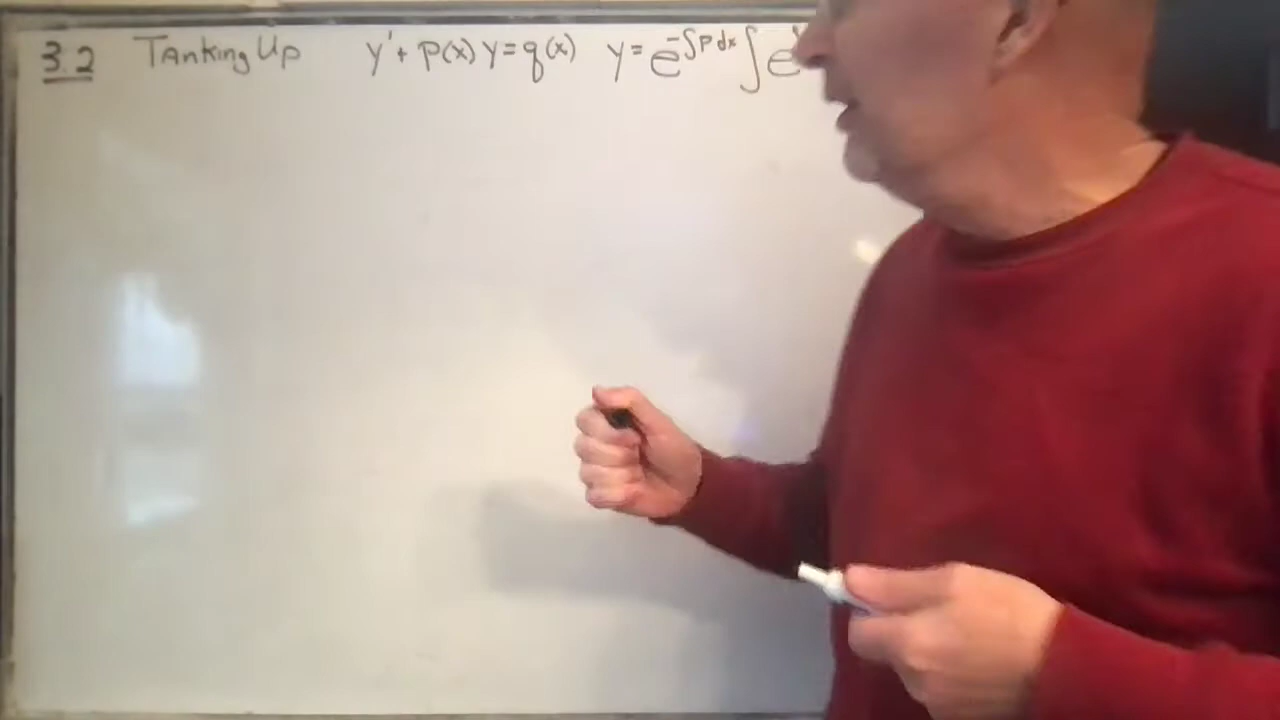 3.2 Tanking Up y' + p(x) y = q(x) y = e^{-∫p dx} ∫ e